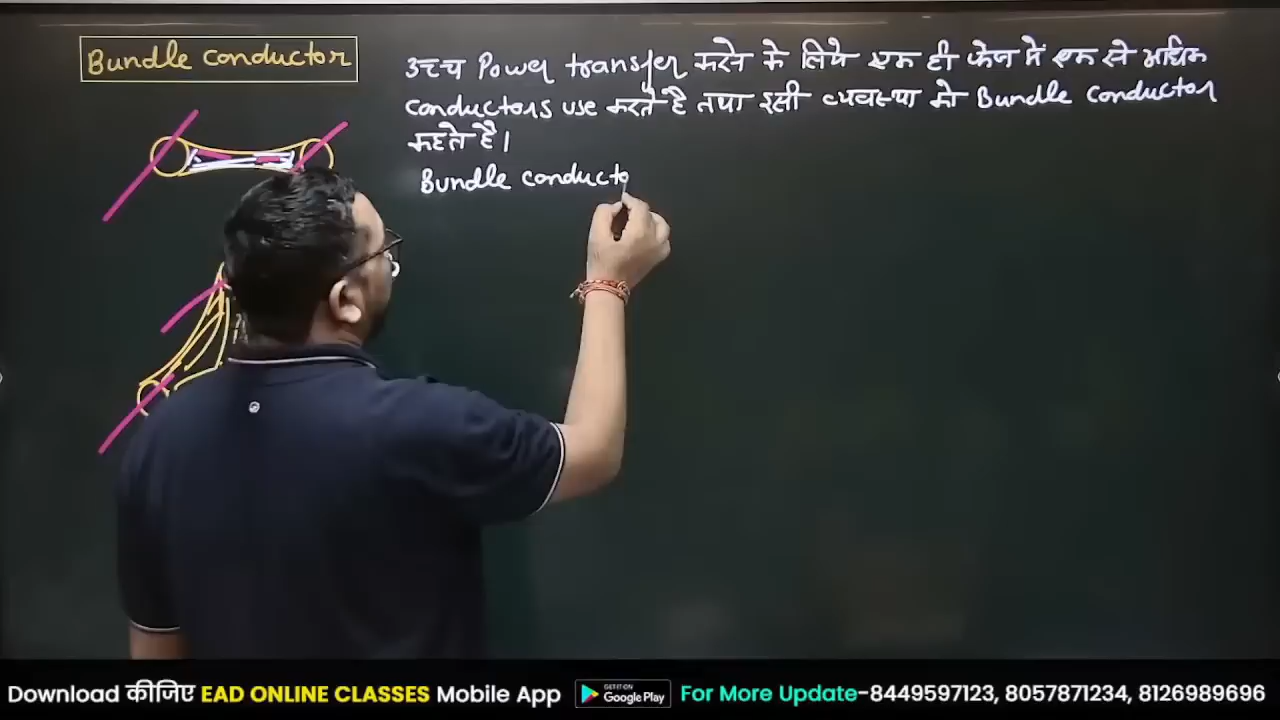 Bundle conductor
उच्च Power transfer करने के लिये एक ही फेज में एक से अधिक
conductors use करते है तथा इसी व्यवस्था को Bundle conductor
कहते है।
Bundle conducto
Download कीजिए EAD ONLINE CLASSES Mobile App GET IT ON Google Play For More Update-8449597123, 8057871234, 8126989696